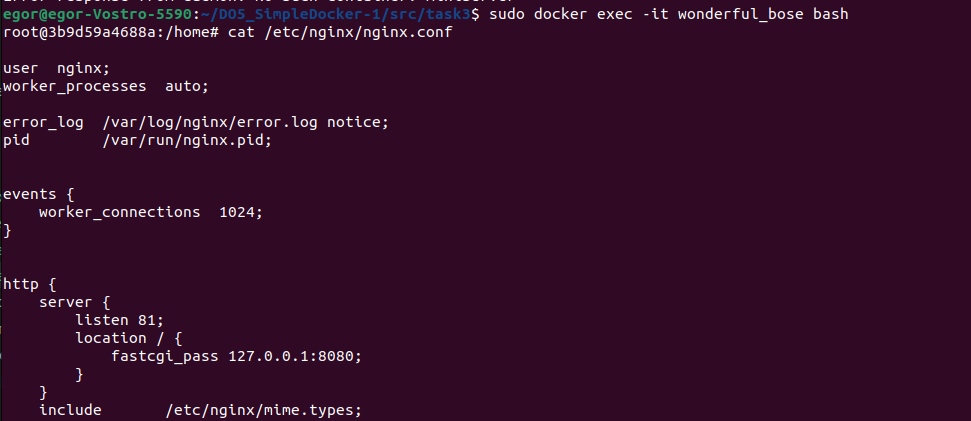 egor@egor-Vostro-5590:~/DO5_SimpleDocker-1/src/task3$ sudo docker exec -it wonderful_bose bash
root@3b9d59a4688a:/home# cat /etc/nginx/nginx.conf
user  nginx;
worker_processes  auto;
error_log  /var/log/nginx/error.log notice;
pid        /var/run/nginx.pid;
events {
    worker_connections  1024;
}
http {
    server {
        listen 81;
        location / {
            fastcgi_pass 127.0.0.1:8080;
        }
    }
    include       /etc/nginx/mime.types;